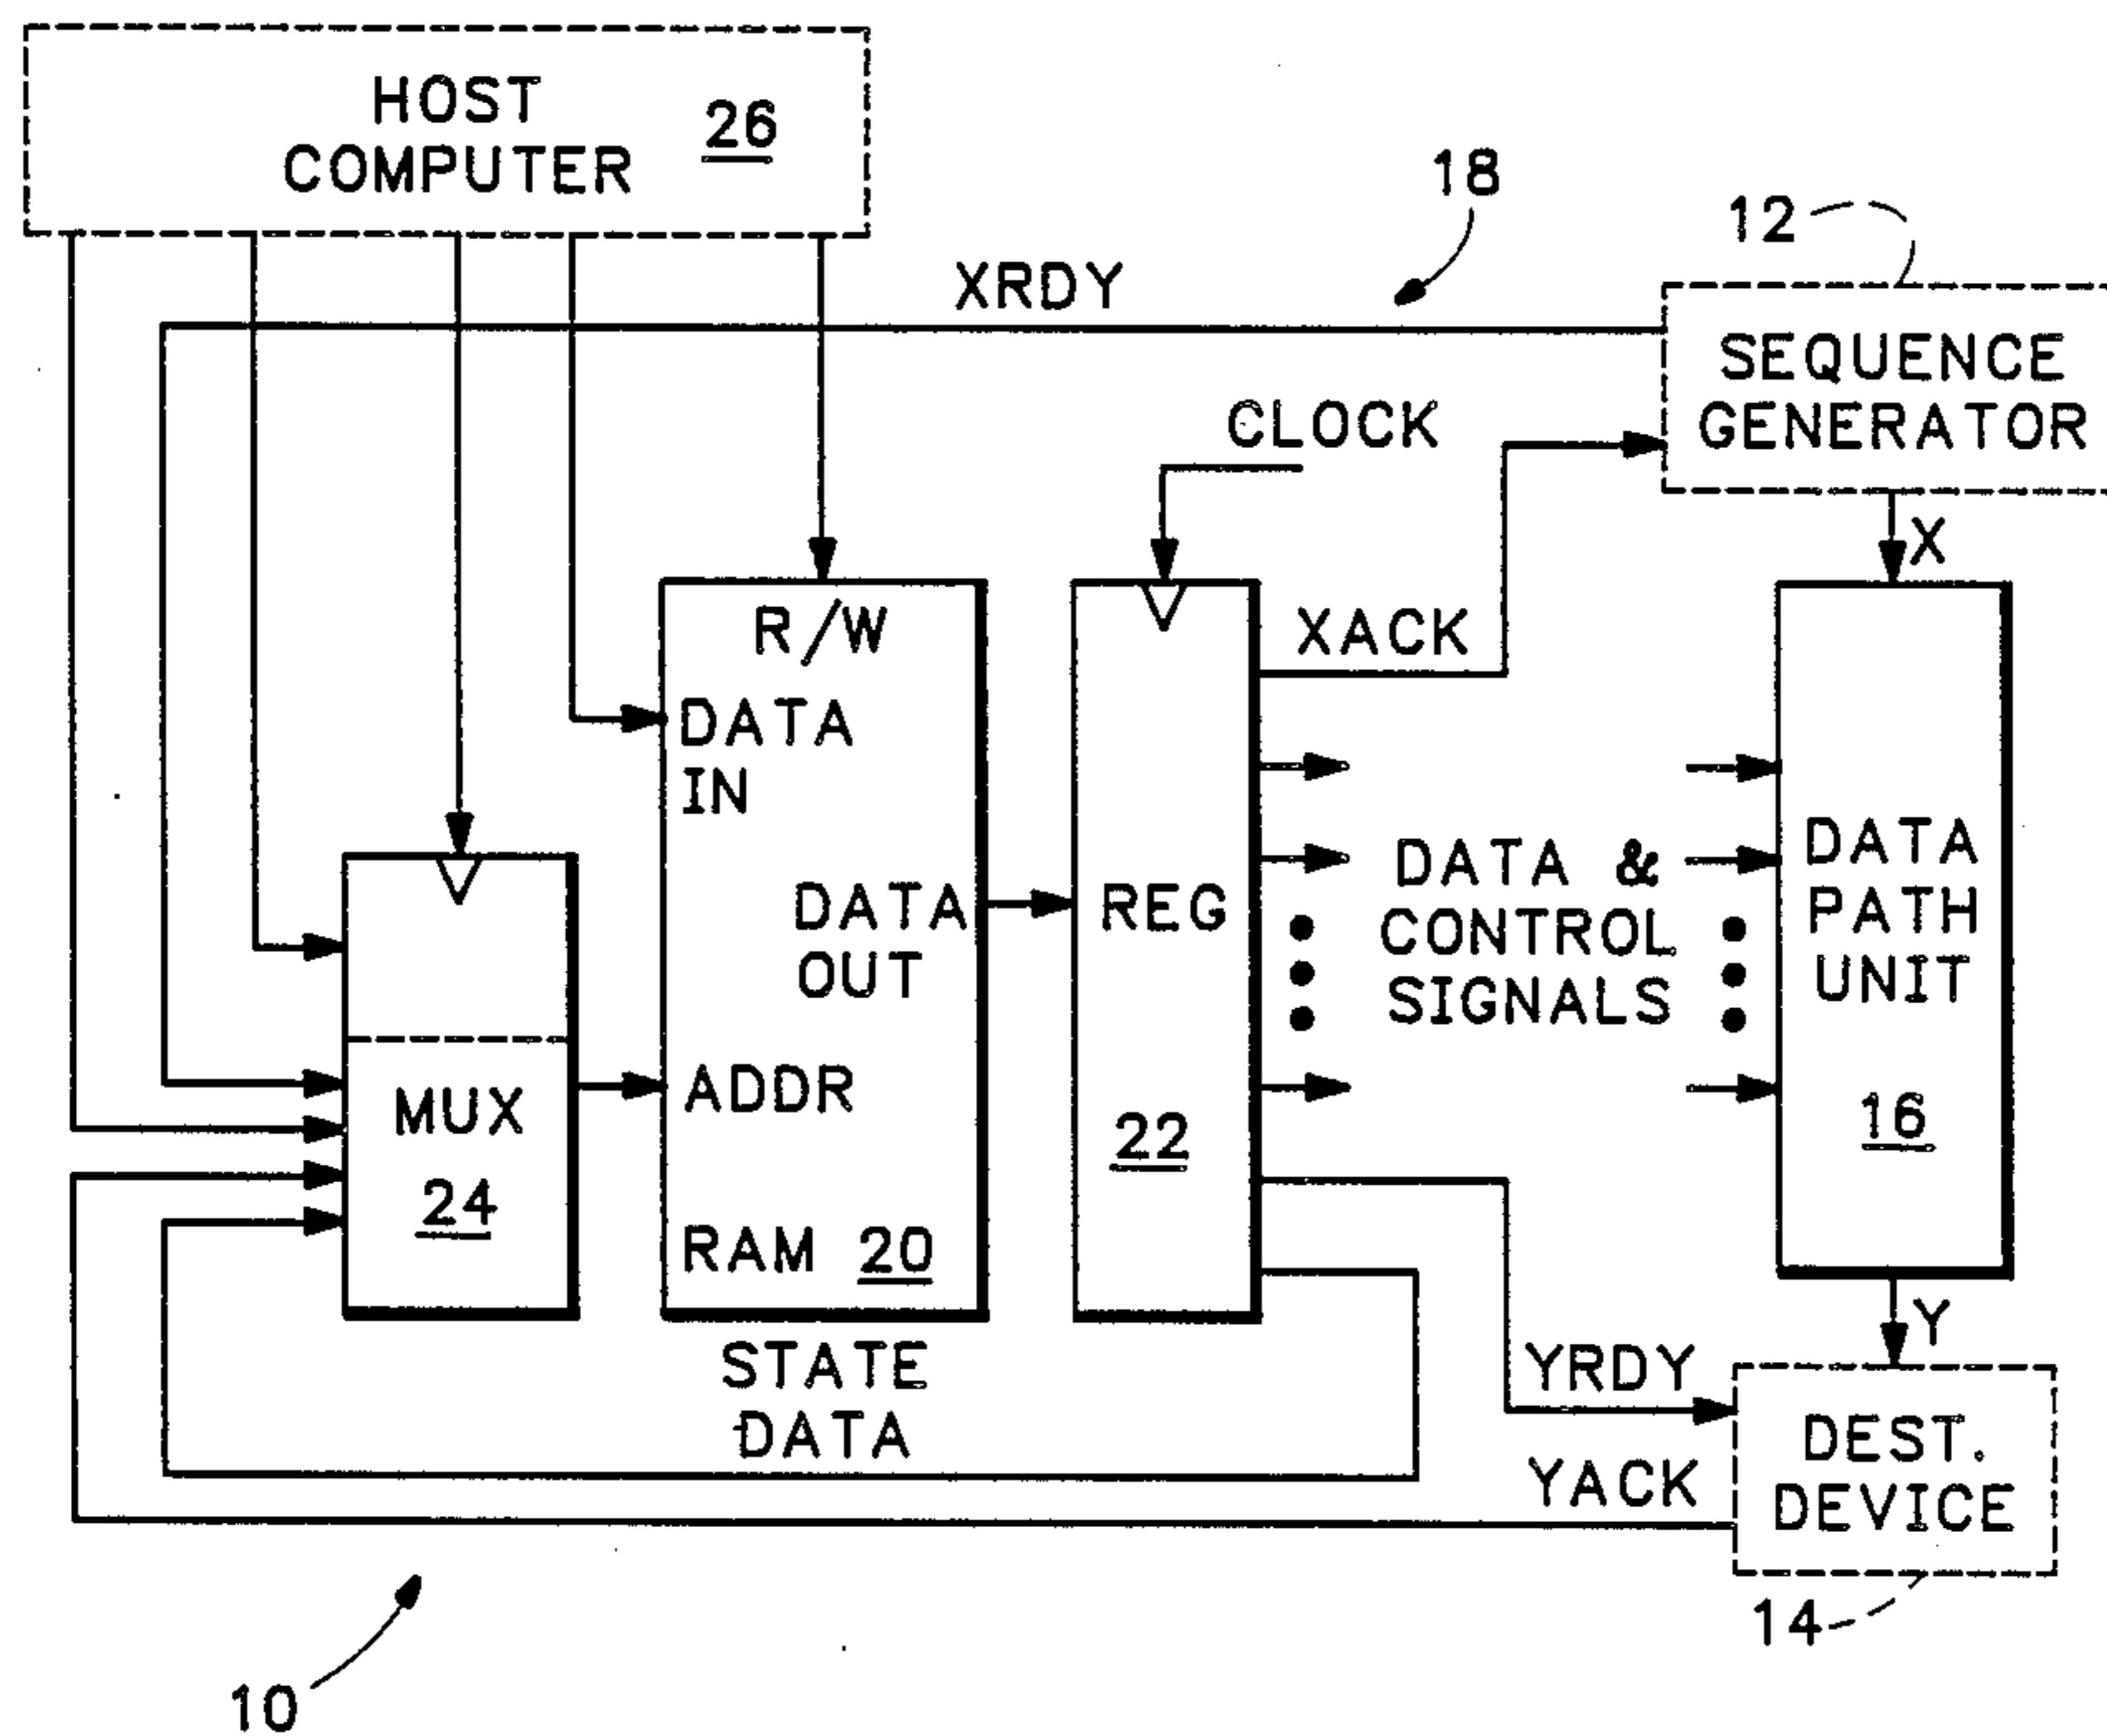 HOST
COMPUTER 26
18
12
XRDY
SEQUENCE
GENERATOR
CLOCK
X
R/W
XACK
DATA
IN
DATA &
CONTROL
SIGNALS
DATA
PATH
UNIT
DATA
OUT
REG
ADDR
MUX
24
22
16
RAM 20
Y
STATE
DATA
YRDY
YACK
DEST.
DEVICE
14
10